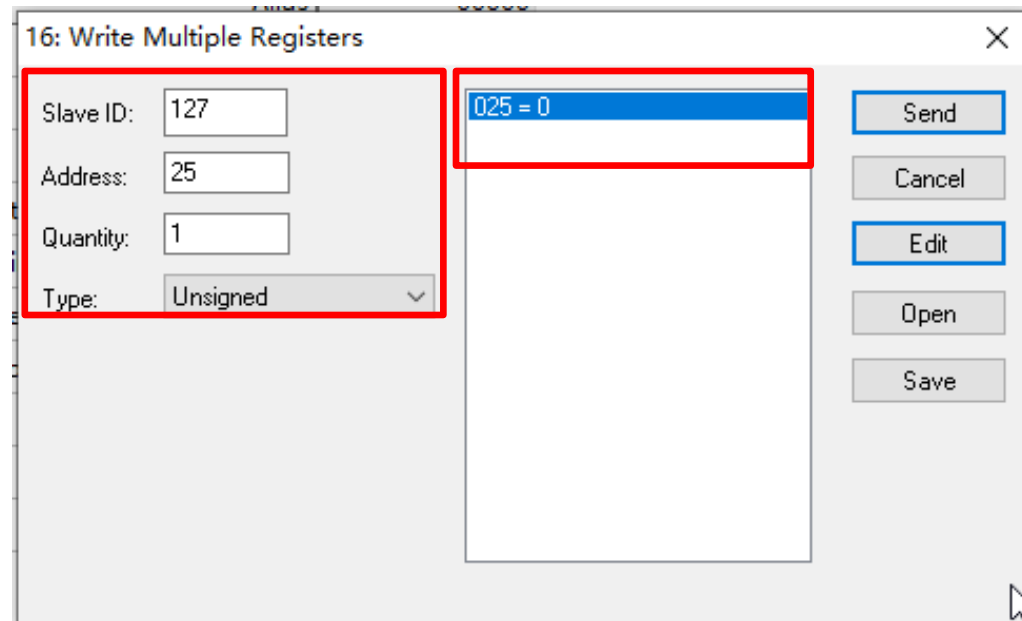 16: Write Multiple Registers
Slave ID: 127
Address: 25
Quantity: 1
Type: Unsigned
025 = 0
Send
Cancel
Edit
Open
Save